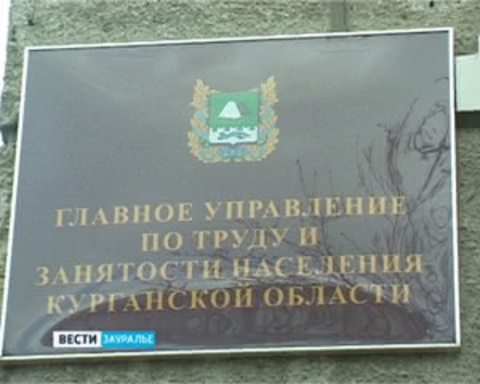 ГЛАВНОЕ УПРАВЛЕНИЕ
ПО ТРУДУ И
ЗАНЯТОСТИ НАСЕЛЕНИЯ
КУРГАНСКОЙ ОБЛАСТИ
ВЕСТИ ЗАУРАЛЬЕ